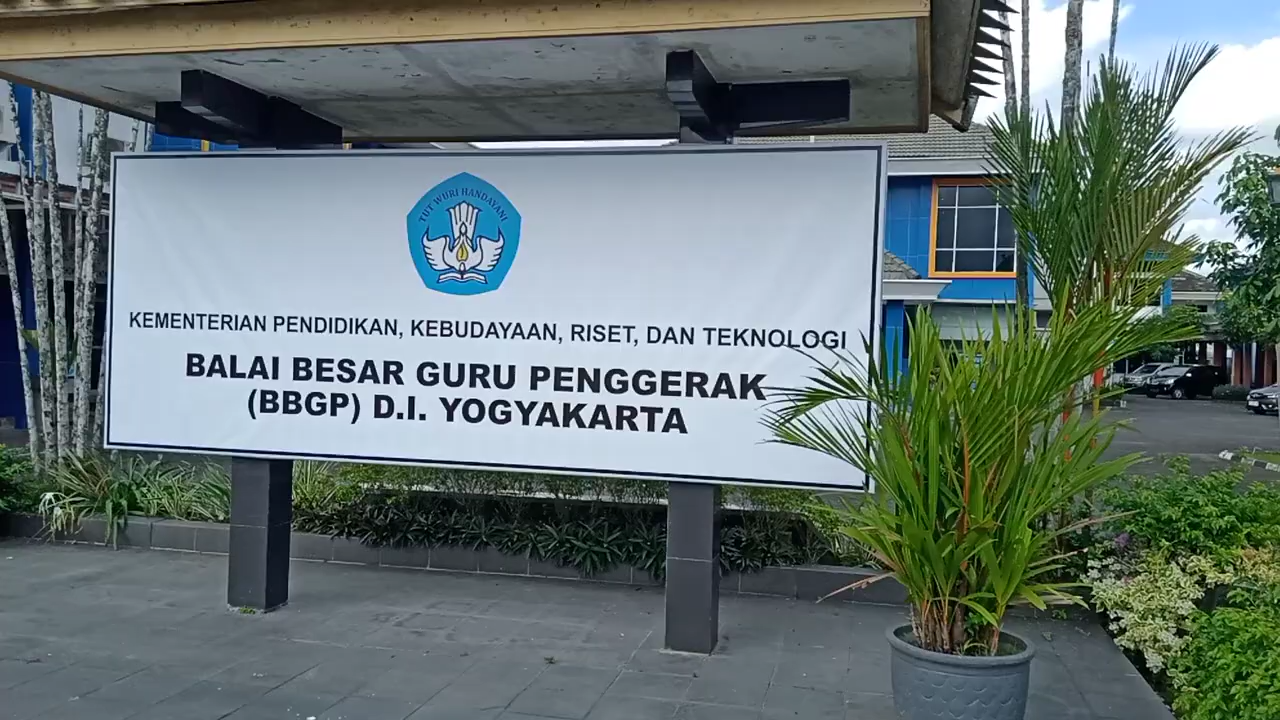 TUT WURI HANDAYANI
KEMENTERIAN PENDIDIKAN, KEBUDAYAAN, RISET, DAN TEKNOLOGI
BALAI BESAR GURU PENGGERAK
(BBGP) D.I. YOGYAKARTA